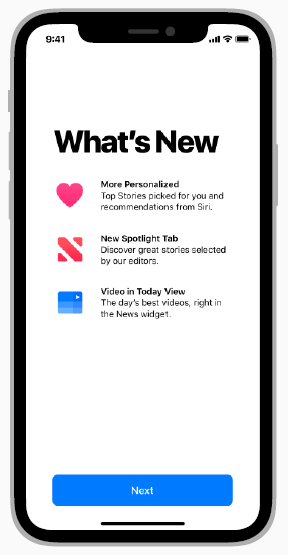 9:41
What's New
More Personalized
Top Stories picked for you and
recommendations from Siri.
New Spotlight Tab
Discover great stories selected
by our editors.
Video in Today View
The day's best videos, right in
the News widget.
Next